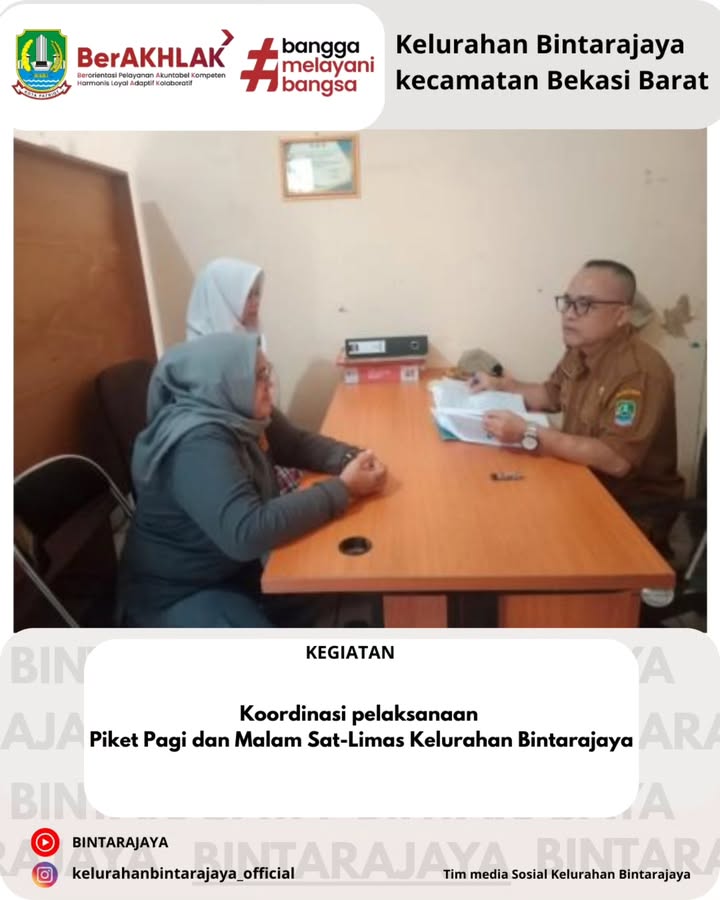 BerAKHLAK
Berorientasi Pelayanan Akuntabel Kompeten
Harmonis Loyal Adaptif Kolaboratif
#bangga
melayani
bangsa
Kelurahan Bintarajaya
kecamatan Bekasi Barat
KEGIATAN
Koordinasi pelaksanaan
Piket Pagi dan Malam Sat-Limas Kelurahan Bintarajaya
BINTARAJAYA
kelurahanbintarajaya_official
Tim media Sosial Kelurahan Bintarajaya
BINTARAJAYA